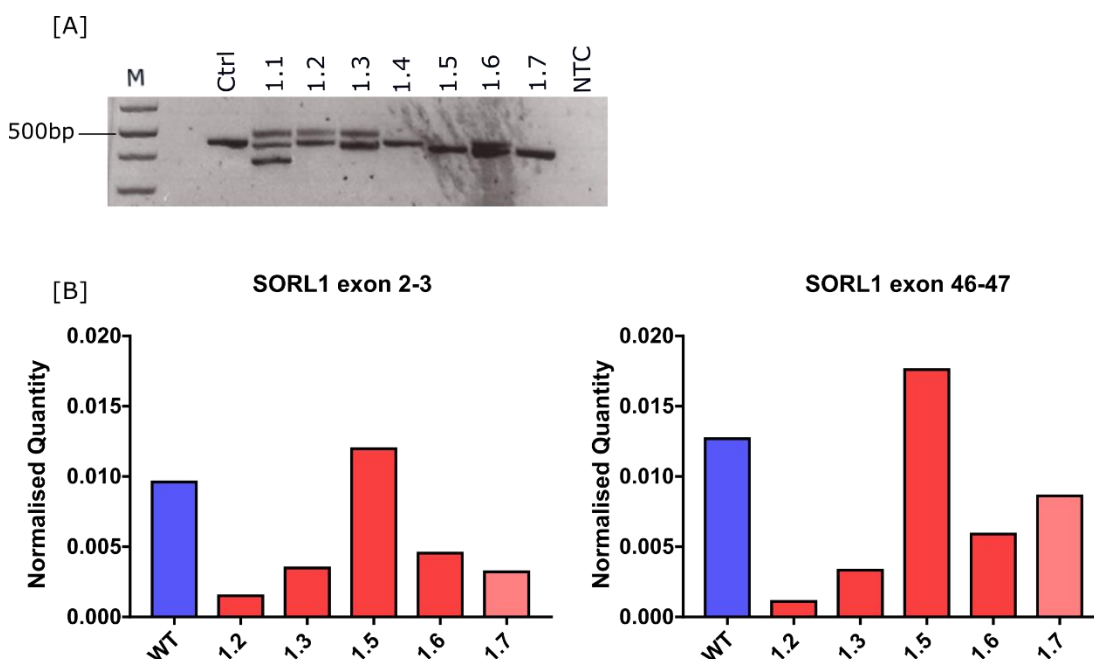 [A]
M Ctrl 1.1 1.2 1.3 1.4 1.5 1.6 1.7 NTC
500bp
[B]
SORL1 exon 2-3
0.020
0.015
0.010
0.005
0.000
Normalised Quantity
WT 1.2 1.3 1.5 1.6 1.7
SORL1 exon 46-47
0.020
0.015
0.010
0.005
0.000
Normalised Quantity
WT 1.2 1.3 1.5 1.6 1.7